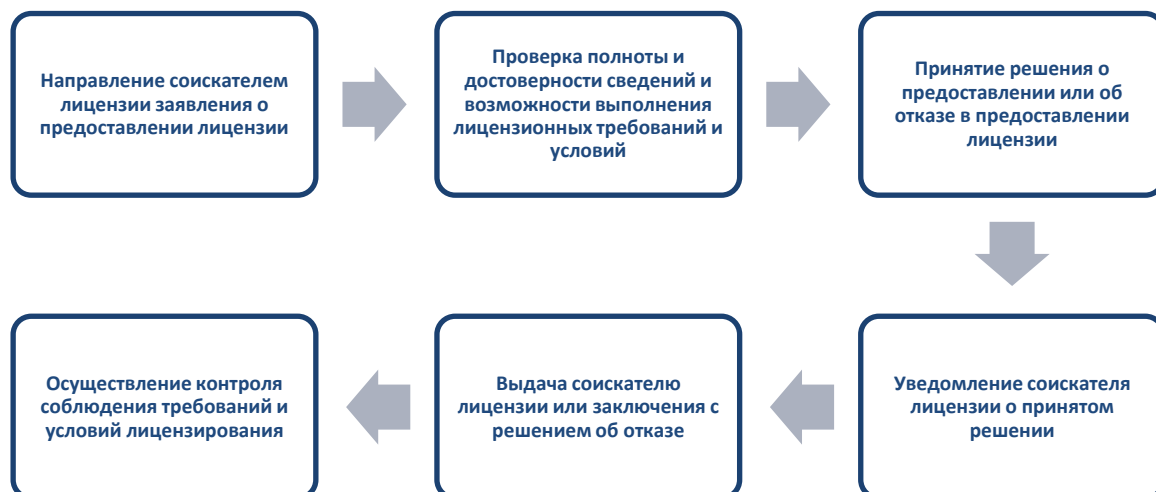 Направление соискателем
лицензии заявления о
предоставлении лицензии
Проверка полноты и
достоверности сведений и
возможности выполнения
лицензионных требований и
условий
Принятие решения о
предоставлении или об
отказе в предоставлении
лицензии
Уведомление соискателя
лицензии о принятом
решении
Выдача соискателю
лицензии или заключения с
решением об отказе
Осуществление контроля
соблюдения требований и
условий лицензирования